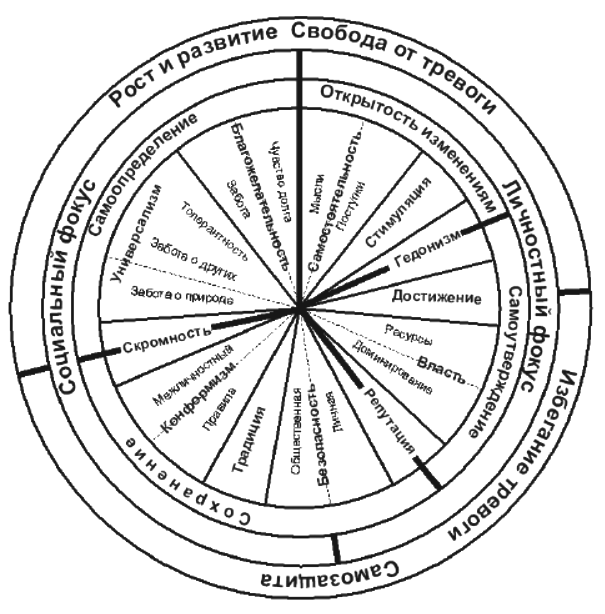 Рост и развитие
Свобода от тревоги
Избегание тревоги
Самозащита
Социальный фокус
Личностный фокус
Самоопределение
Открытость изменениям
Самоутверждение
Сохранение
Чувство долга
Благожелательность
Забота
Мысли
Самостоятельность
Поступки
Стимуляция
Гедонизм
Достижение
Ресурсы
Власть
Доминирование
Репутация
Личная
Безопасность
Общественная
Традиция
Правила
Конформизм
Межличностный
Скромность
Забота о природе
Забота о других
Толерантность
Универсализм